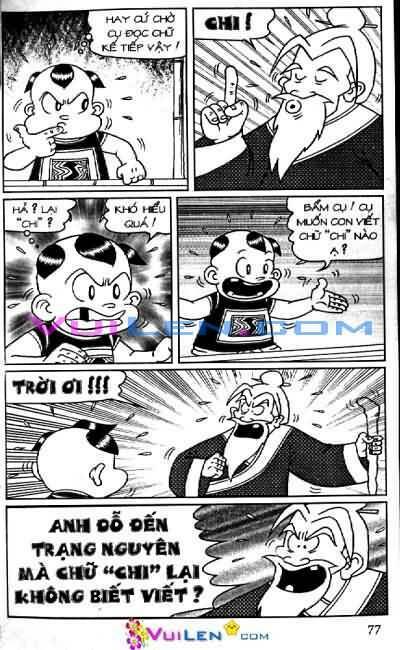 HAY CỨ CHỜ
CỤ ĐỌC CHỮ
KẾ TIẾP VẬY!
CHI!
HẢ? LẠI
"CHI"?
KHÓ HIỂU
QUÁ!
BẨM CỤ! CỤ
MUỐN CON VIẾT
CHỮ "CHI" NÀO
Ạ?
VuiLen.com
TRỜI ƠI!!!
ANH ĐỖ ĐẾN
TRẠNG NGUYÊN
MÀ CHỮ "CHI" LẠI
KHÔNG BIẾT VIẾT?
77
VuiLen.com